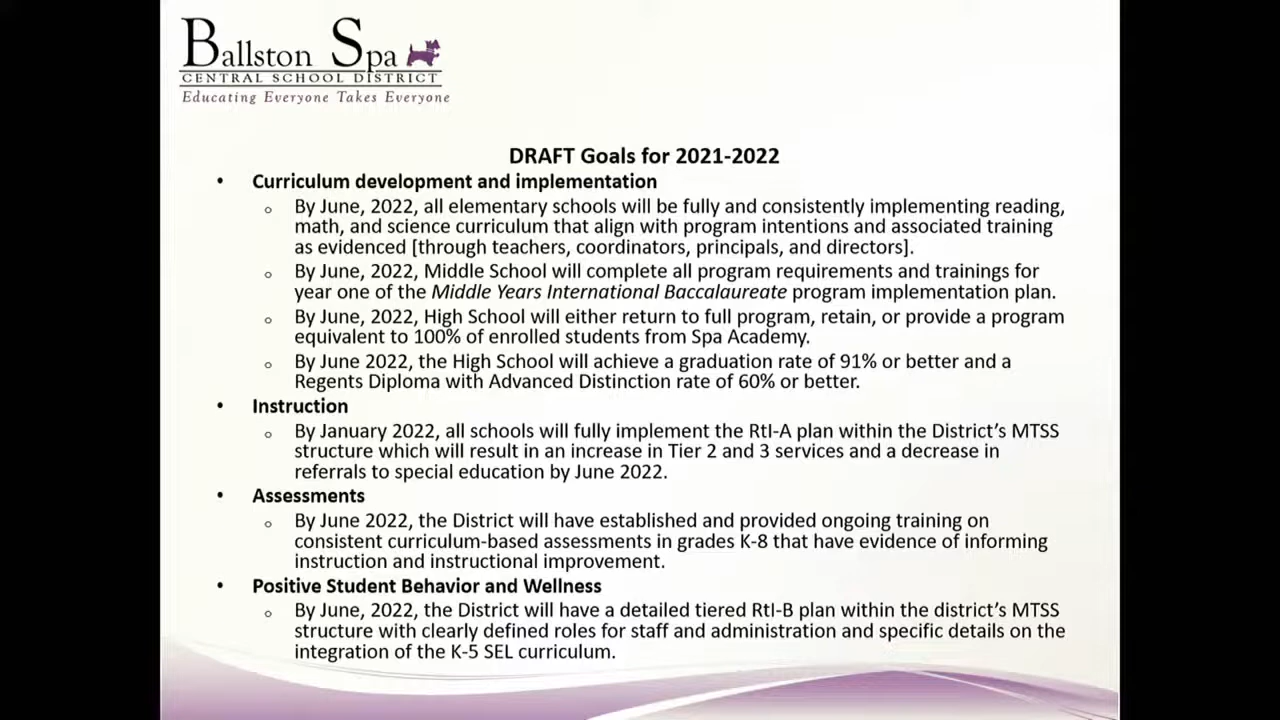 Ballston Spa
CENTRAL SCHOOL DISTRICT
Educating Everyone Takes Everyone
DRAFT Goals for 2021-2022
• Curriculum development and implementation
o By June, 2022, all elementary schools will be fully and consistently implementing reading,
math, and science curriculum that align with program intentions and associated training
as evidenced [through teachers, coordinators, principals, and directors].
o By June, 2022, Middle School will complete all program requirements and trainings for
year one of the Middle Years International Baccalaureate program implementation plan.
o By June, 2022, High School will either return to full program, retain, or provide a program
equivalent to 100% of enrolled students from Spa Academy.
o By June 2022, the High School will achieve a graduation rate of 91% or better and a
Regents Diploma with Advanced Distinction rate of 60% or better.
• Instruction
o By January 2022, all schools will fully implement the RtI-A plan within the District’s MTSS
structure which will result in an increase in Tier 2 and 3 services and a decrease in
referrals to special education by June 2022.
• Assessments
o By June 2022, the District will have established and provided ongoing training on
consistent curriculum-based assessments in grades K-8 that have evidence of informing
instruction and instructional improvement.
• Positive Student Behavior and Wellness
o By June, 2022, the District will have a detailed tiered RtI-B plan within the district’s MTSS
structure with clearly defined roles for staff and administration and specific details on the
integration of the K-5 SEL curriculum.